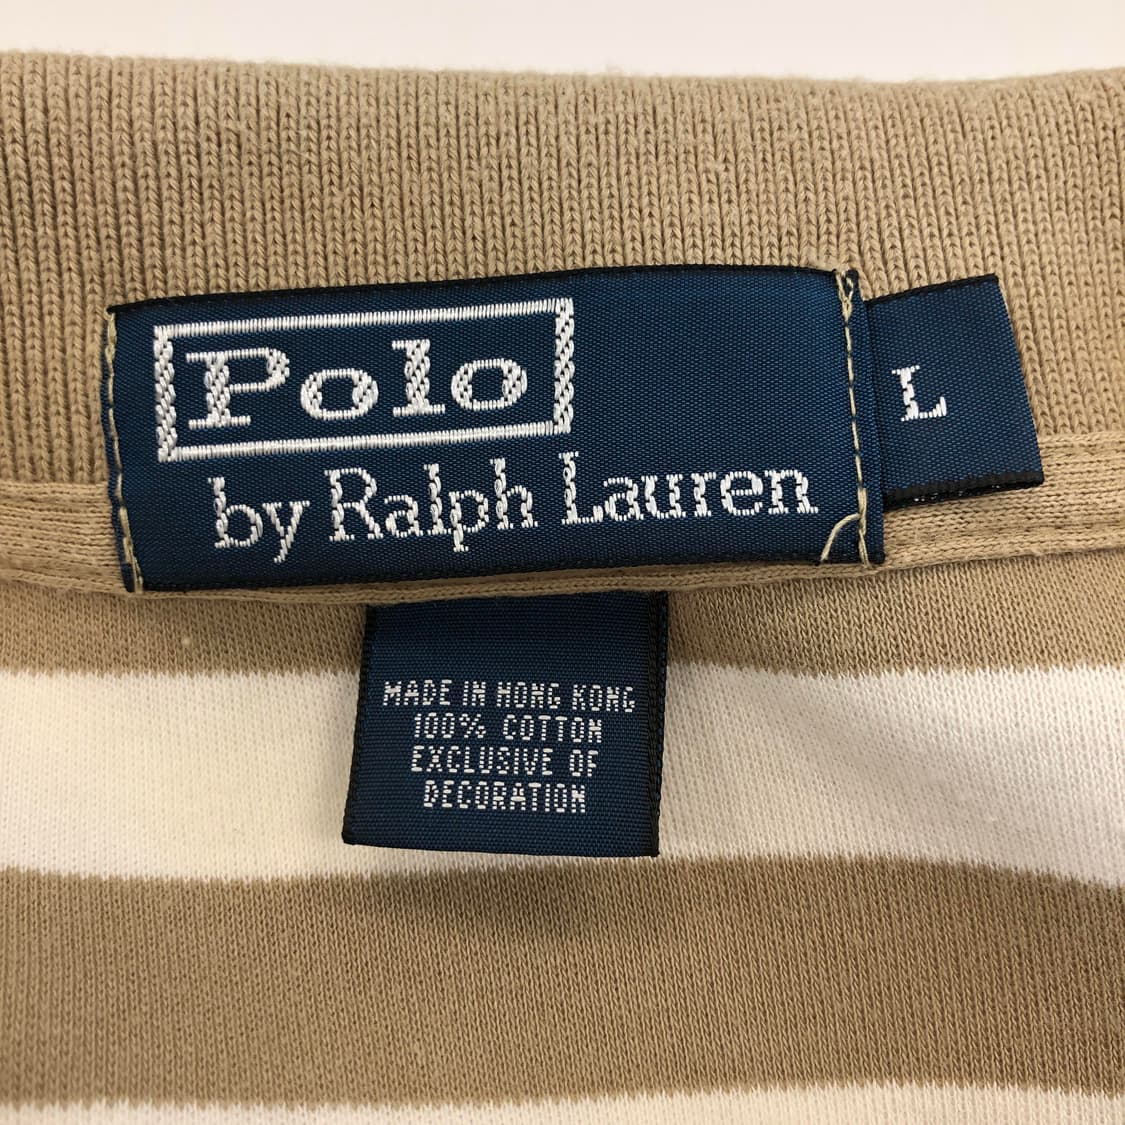 Polo
by Ralph Lauren
L
MADE IN HONG KONG
100% COTTON
EXCLUSIVE OF
DECORATION